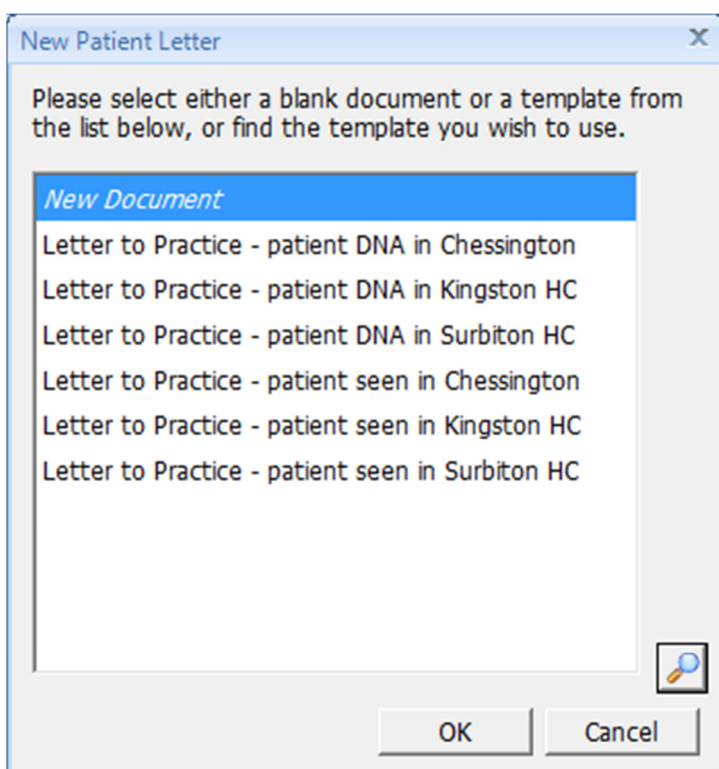 New Patient Letter
Please select either a blank document or a template from
the list below, or find the template you wish to use.
New Document
Letter to Practice - patient DNA in Chessington
Letter to Practice - patient DNA in Kingston HC
Letter to Practice - patient DNA in Surbiton HC
Letter to Practice - patient seen in Chessington
Letter to Practice - patient seen in Kingston HC
Letter to Practice - patient seen in Surbiton HC
OK Cancel